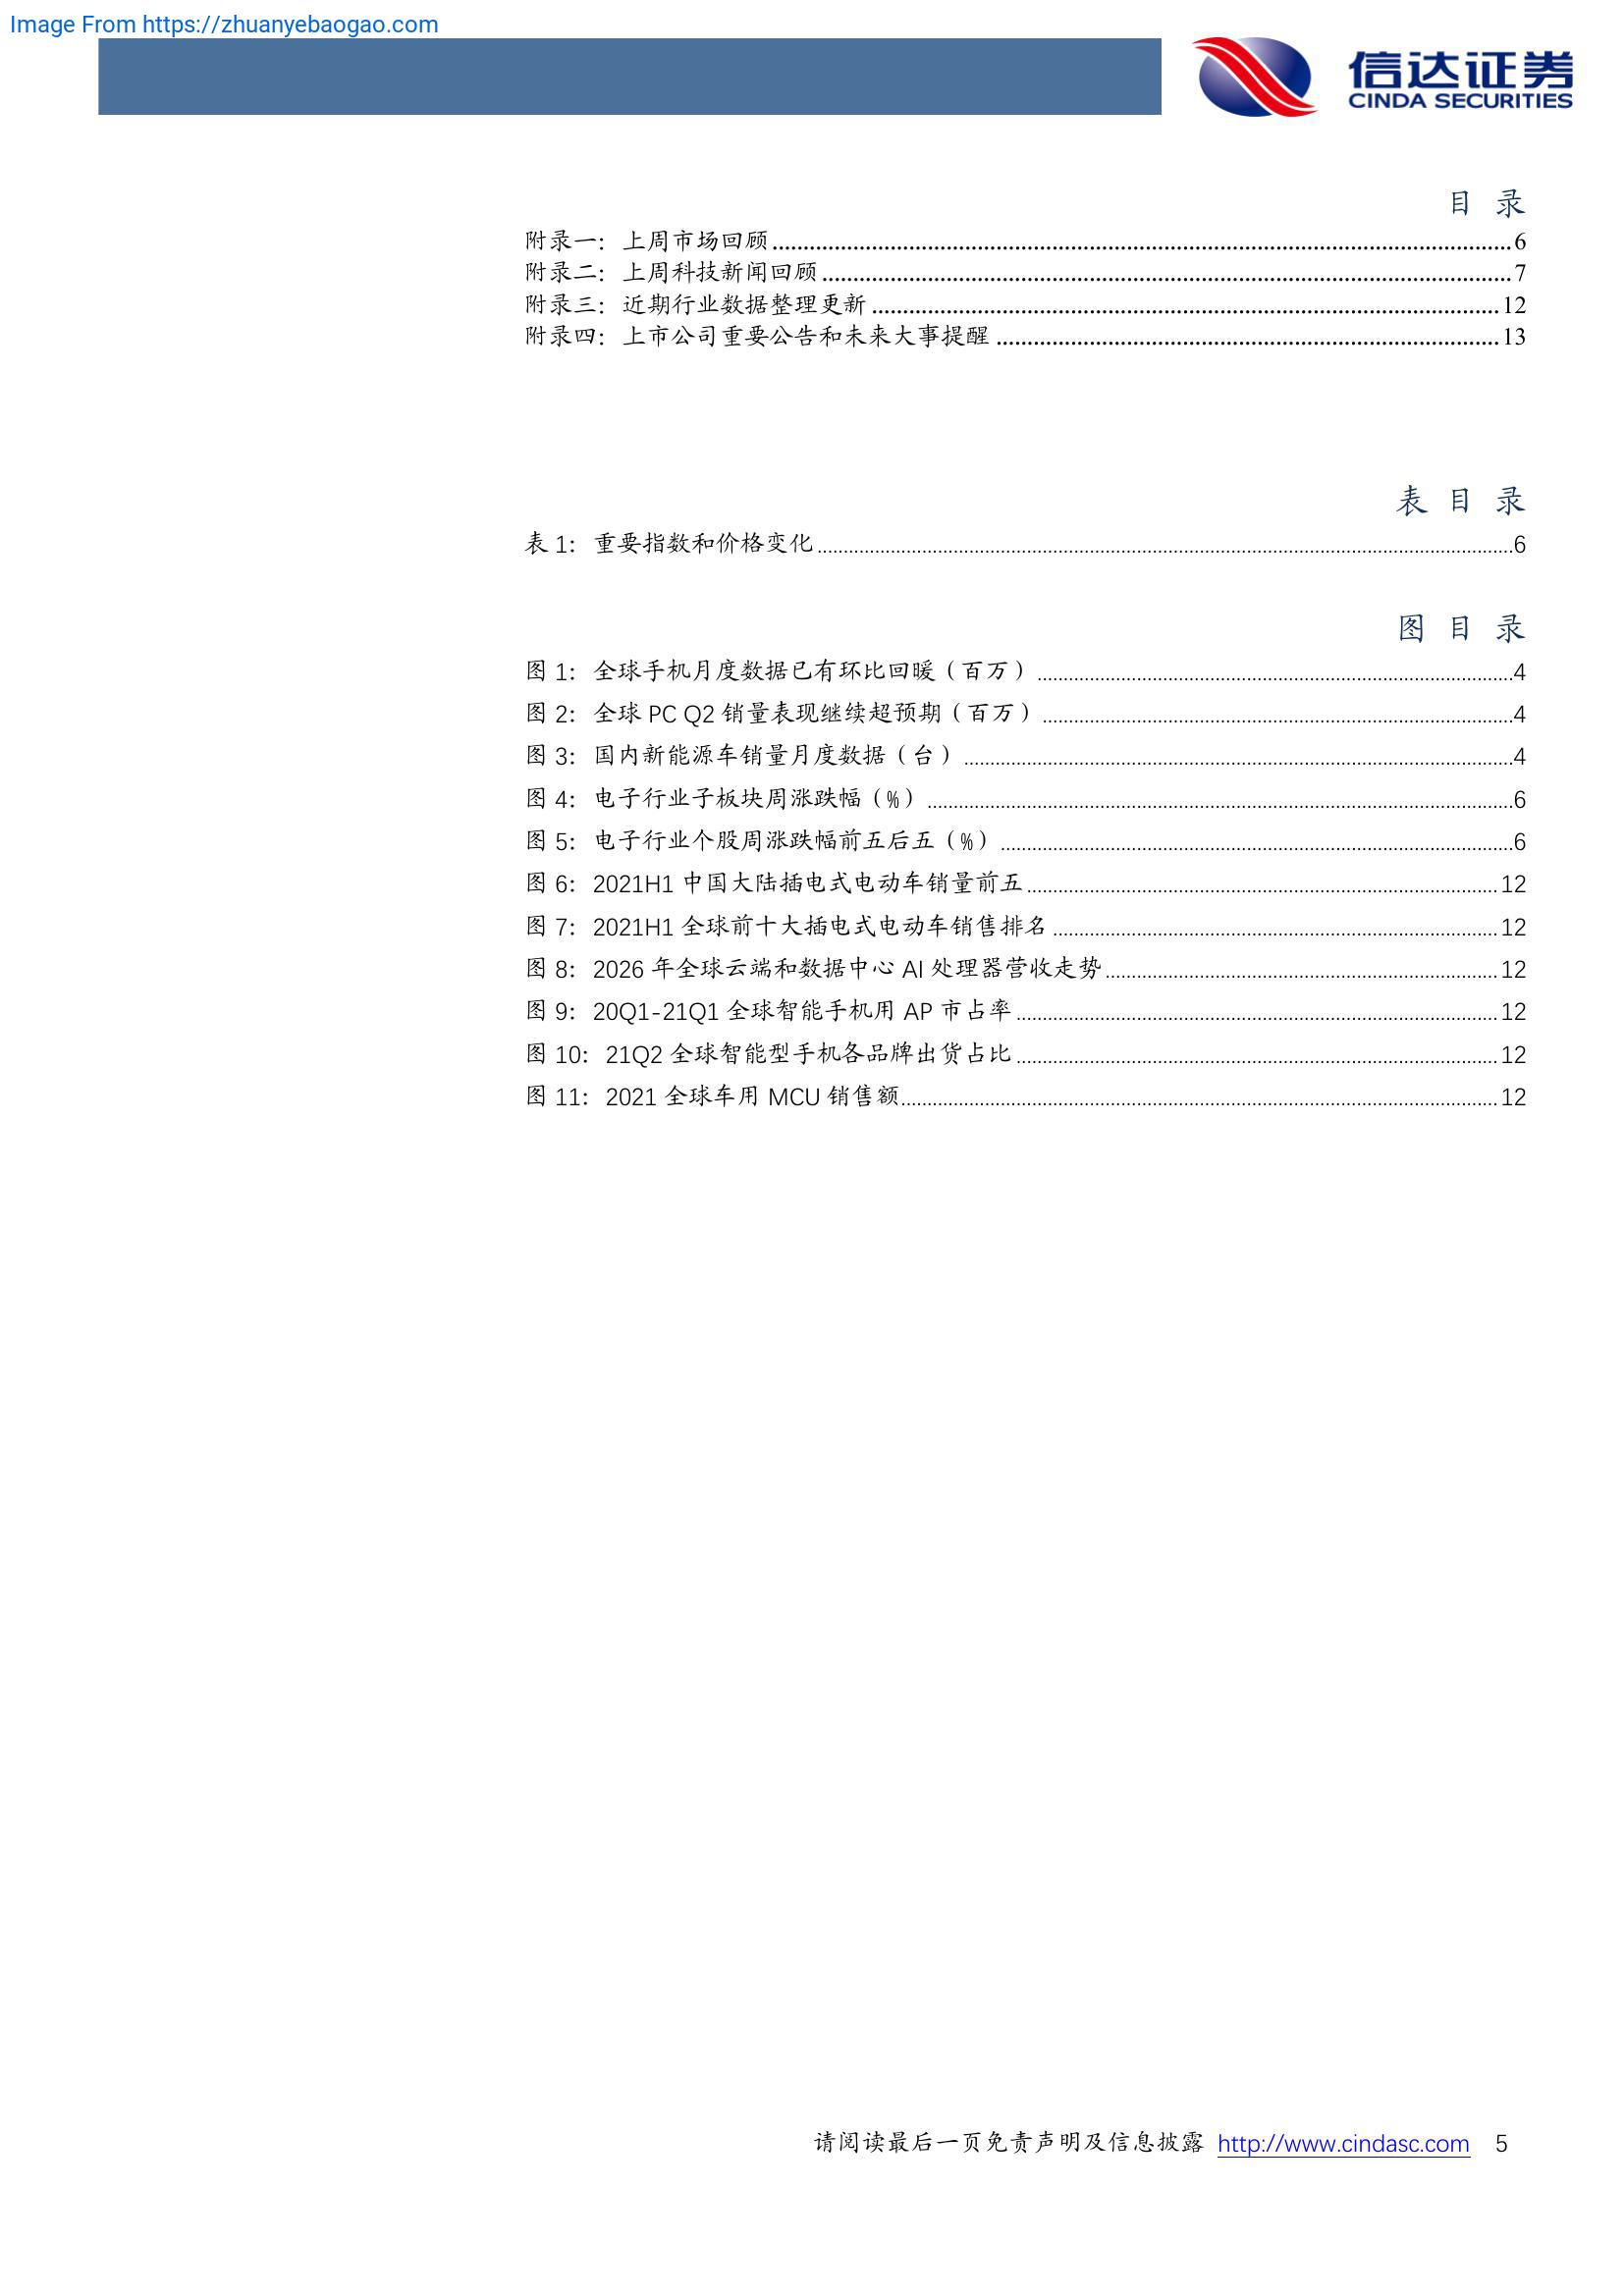 Image From https://zhuanyebaogao.com
信达证券
CINDA SECURITIES
目 录
附录一：上周市场回顾 6
附录二：上周科技新闻回顾 7
附录三：近期行业数据整理更新 12
附录四：上市公司重要公告和未来大事提醒 13
表 目 录
表 1：重要指数和价格变化 6
图 目 录
图 1：全球手机月度数据已有环比回暖（百万） 4
图 2：全球 PC Q2 销量表现继续超预期（百万） 4
图 3：国内新能源车销量月度数据（台） 4
图 4：电子行业子板块周涨跌幅（%） 6
图 5：电子行业个股周涨跌幅前五后五（%） 6
图 6：2021H1 中国大陆插电式电动车销量前五 12
图 7：2021H1 全球前十大插电式电动车销售排名 12
图 8：2026 年全球云端和数据中心 AI 处理器营收走势 12
图 9：20Q1-21Q1 全球智能手机用 AP 市占率 12
图 10：21Q2 全球智能型手机各品牌出货占比 12
图 11：2021 全球车用 MCU 销售额 12
请阅读最后一页免责声明及信息披露 http://www.cindasc.com 5